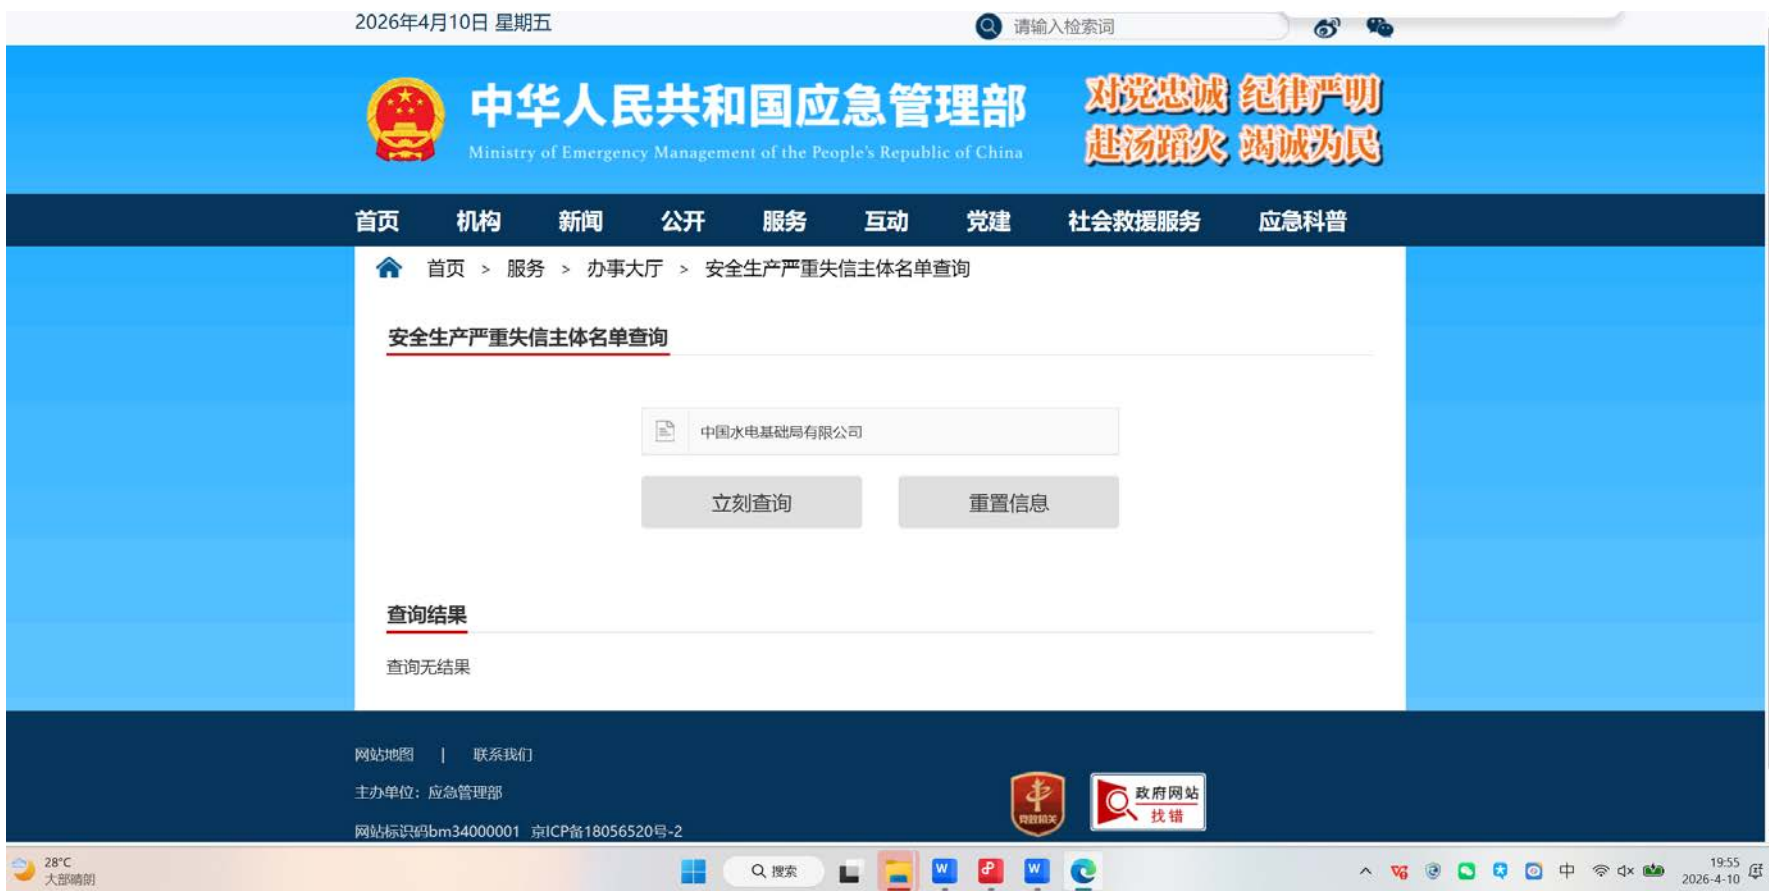 2026年4月10日 星期五
请输入检索词
中华人民共和国应急管理部
Ministry of Emergency Management of the People's Republic of China
对党忠诚 纪律严明
赴汤蹈火 竭诚为民
首页 机构 新闻 公开 服务 互动 党建 社会救援服务 应急科普
首页 > 服务 > 办事大厅 > 安全生产严重失信主体名单查询
安全生产严重失信主体名单查询
中国水电基础局有限公司
立刻查询 重置信息
查询结果
查询无结果
网站地图 | 联系我们
主办单位：应急管理部
网站标识码bm34000001 京ICP备18056520号-2
党政机关
政府网站
找错
28°C
大部晴朗
搜索
中
19:55
2026-4-10